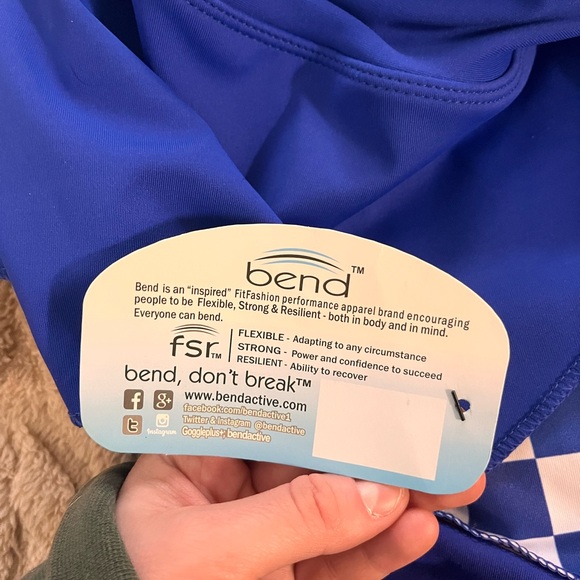 bend™
Bend is an "inspired" FitFashion performance apparel brand encouraging
people to be Flexible, Strong & Resilient - both in body and in mind.
Everyone can bend.
fsr™
FLEXIBLE - Adapting to any circumstance
STRONG - Power and confidence to succeed
RESILIENT - Ability to recover
bend, don't break™
f g+ www.bendactive.com
facebook.com/bendactive1
t Instagram Twitter & Instagram @bendactive
Goggleplus+; bendactive